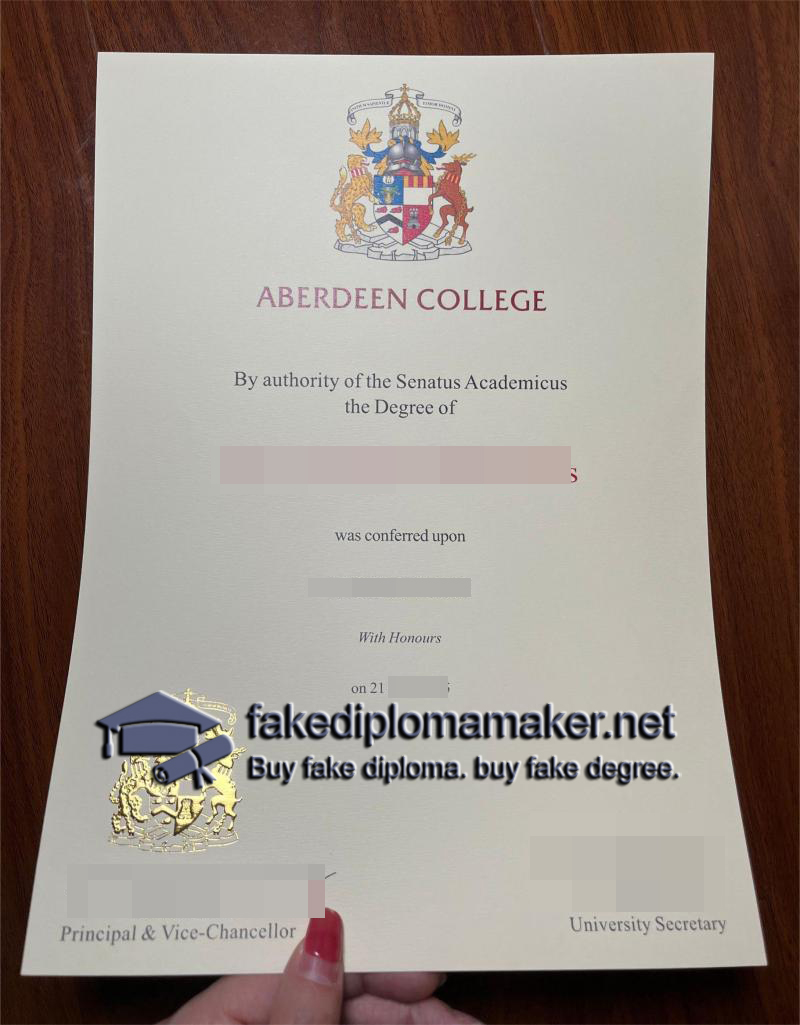 ABERDEEN COLLEGE
By authority of the Senatus Academicus
the Degree of
s
was conferred upon
With Honours
on 21
fakediplomamaker.net
Buy fake diploma. buy fake degree.
Principal & Vice-Chancellor
University Secretary